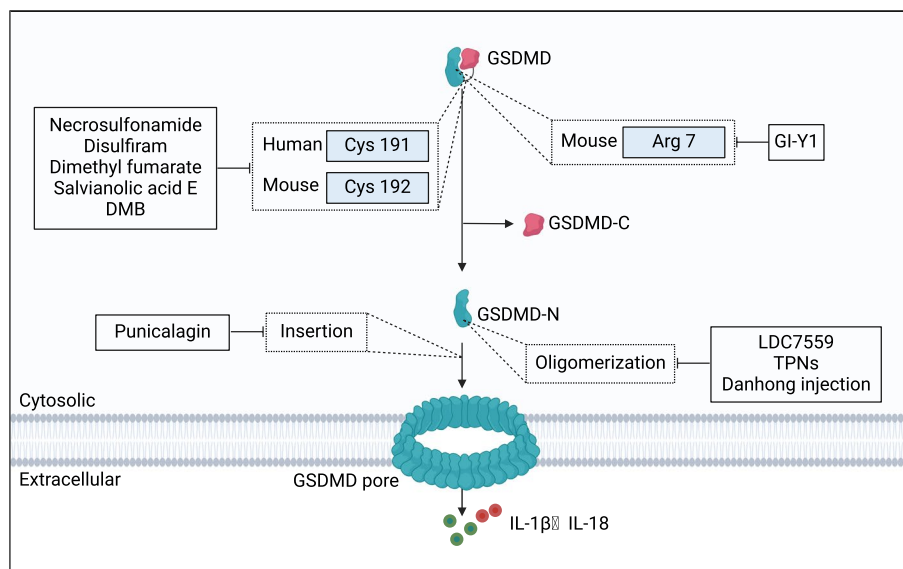 GSDMD
Necrosulfonamide
Disulfiram
Dimethyl fumarate
Salvianolic acid E
DMB
Human Cys 191
Mouse Cys 192
Mouse Arg 7
GI-Y1
GSDMD-C
GSDMD-N
Punicalagin
Insertion
Oligomerization
LDC7559
TPNs
Danhong injection
Cytosolic
Extracellular
GSDMD pore
IL-1β▯ IL-18